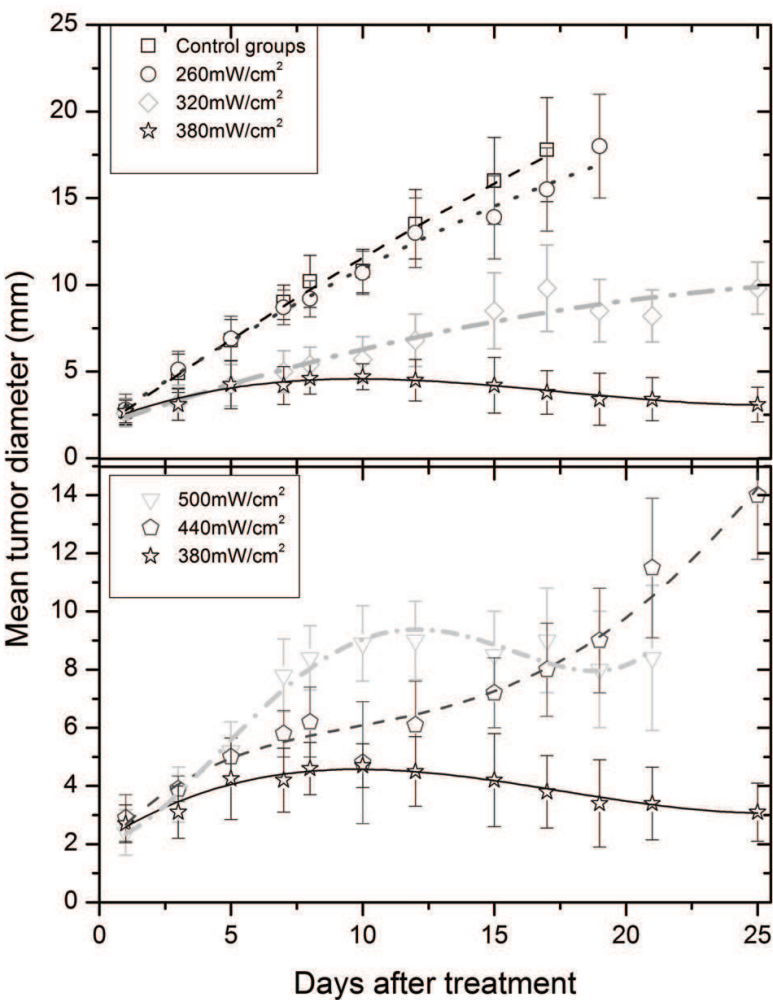 25
20
15
10
5
0
Control groups
260mW/cm²
320mW/cm²
380mW/cm²
Mean tumor diameter (mm)
14
12
10
8
6
4
2
0
500mW/cm²
440mW/cm²
380mW/cm²
0 5 10 15 20 25
Days after treatment